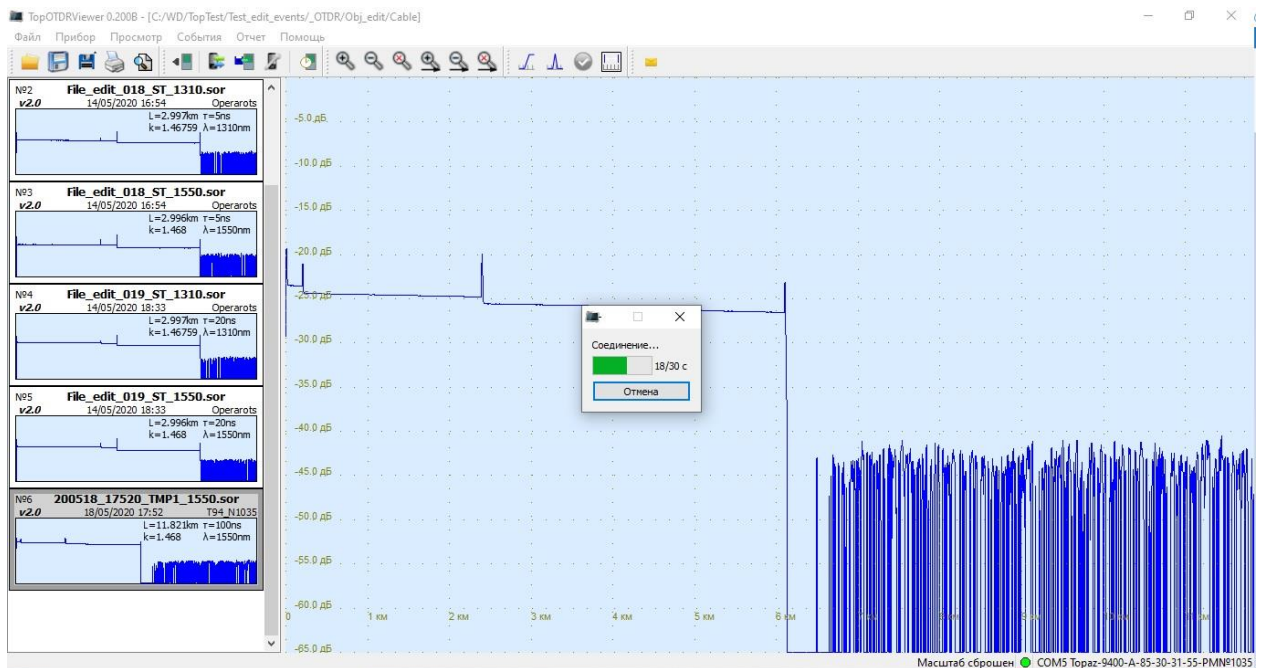 TopOTDRViewer 0.200B - [C:/WD/TopTest/Test_edit_events/_OTDR/Obj_edit/Cable]
Файл Прибор Просмотр События Отчет Помощь
№2 File_edit_018_ST_1310.sor
v2.0 14/05/2020 16:54 Operarots
L=2.997km τ=5ns
k=1.46759 λ=1310nm
№3 File_edit_018_ST_1550.sor
v2.0 14/05/2020 16:54 Operarots
L=2.996km τ=5ns
k=1.468 λ=1550nm
№4 File_edit_019_ST_1310.sor
v2.0 14/05/2020 18:33 Operarots
L=2.997km τ=20ns
k=1.46759 λ=1310nm
№5 File_edit_019_ST_1550.sor
v2.0 14/05/2020 18:33 Operarots
L=2.996km τ=20ns
k=1.468 λ=1550nm
№6 200518_17520_TMP1_1550.sor
v2.0 18/05/2020 17:52 T94_N1035
L=11.821km τ=100ns
k=1.468 λ=1550nm
-5.0 дБ
-10.0 дБ
-15.0 дБ
-20.0 дБ
-25.0 дБ
-30.0 дБ
-35.0 дБ
-40.0 дБ
-45.0 дБ
-50.0 дБ
-55.0 дБ
-60.0 дБ
-65.0 дБ
0 1 км 2 км 3 км 4 км 5 км 6 км
Соединение...
18/30 с
Отмена
Масштаб сброшен COM5 Topaz-9400-A-85-30-31-55-PM№1035